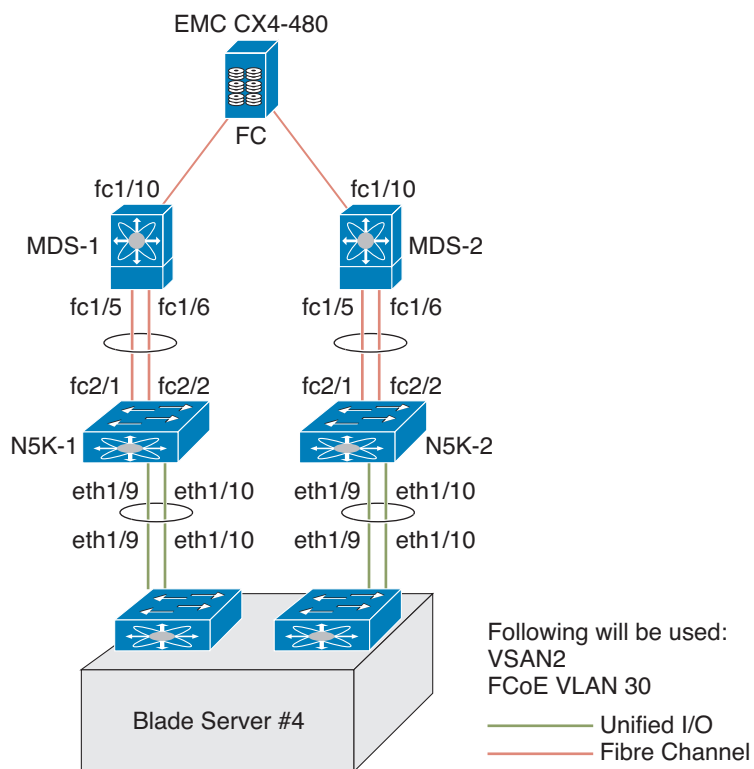 EMC CX4-480
FC
fc1/10 fc1/10
MDS-1 MDS-2
fc1/5 fc1/6 fc1/5 fc1/6
fc2/1 fc2/2 fc2/1 fc2/2
N5K-1 N5K-2
eth1/9 eth1/10 eth1/9 eth1/10
eth1/9 eth1/10 eth1/9 eth1/10
Following will be used:
VSAN2
FCoE VLAN 30
Blade Server #4
Unified I/O
Fibre Channel